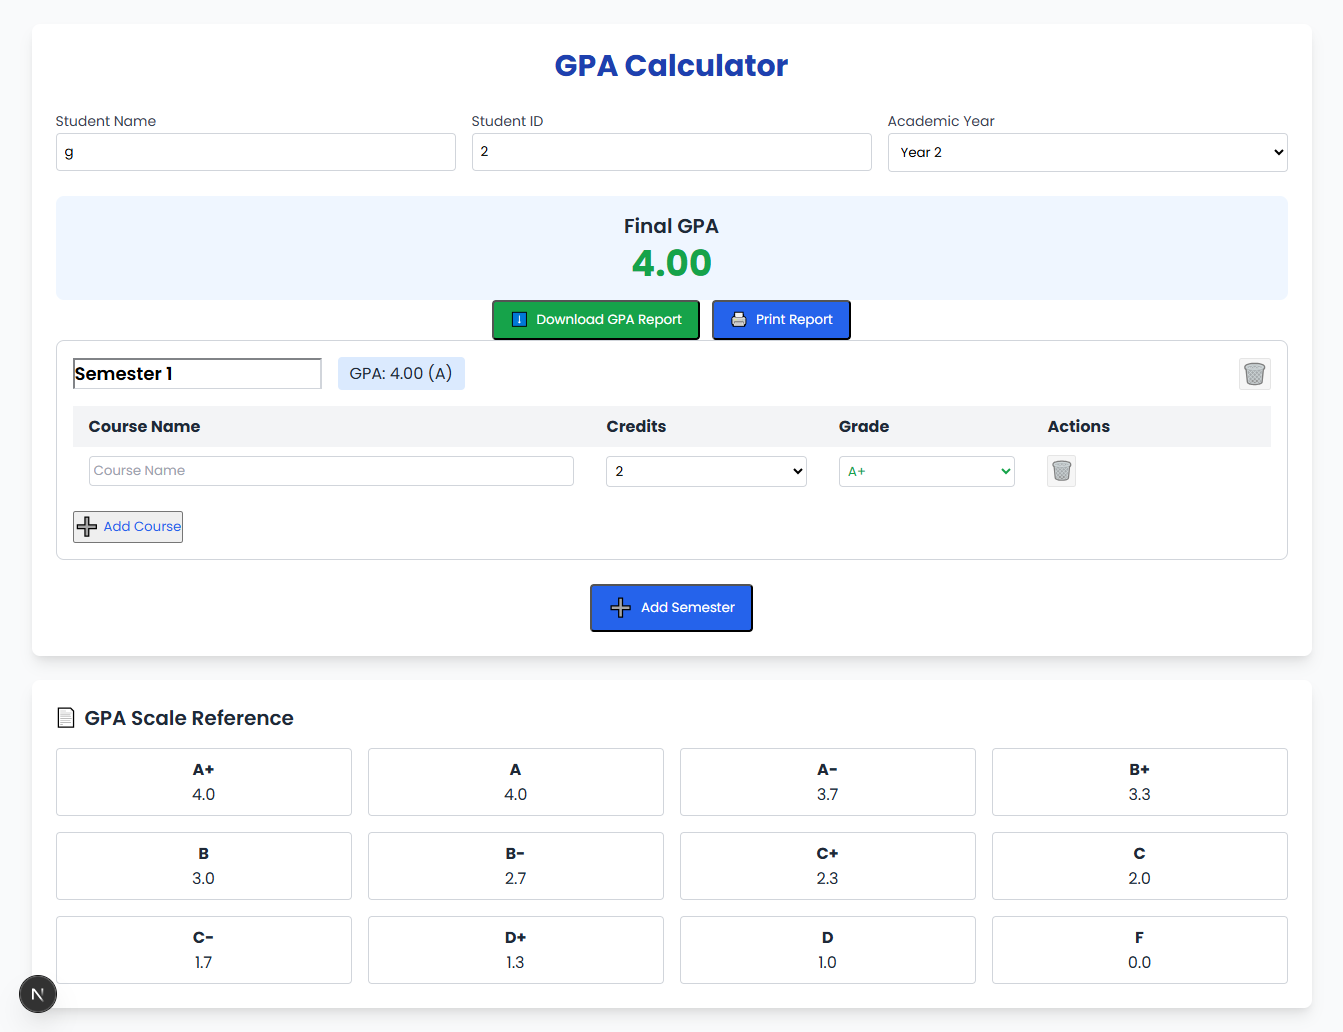 GPA Calculator
Student Name
Student ID
Academic Year
g
2
Year 2
Final GPA
4.00
Download GPA Report
Print Report
Semester 1
GPA: 4.00 (A)
Course Name
Credits
Grade
Actions
Course Name
2
A+
Add Course
Add Semester
GPA Scale Reference
A+
4.0
A
4.0
A-
3.7
B+
3.3
B
3.0
B-
2.7
C+
2.3
C
2.0
C-
1.7
D+
1.3
D
1.0
F
0.0
N